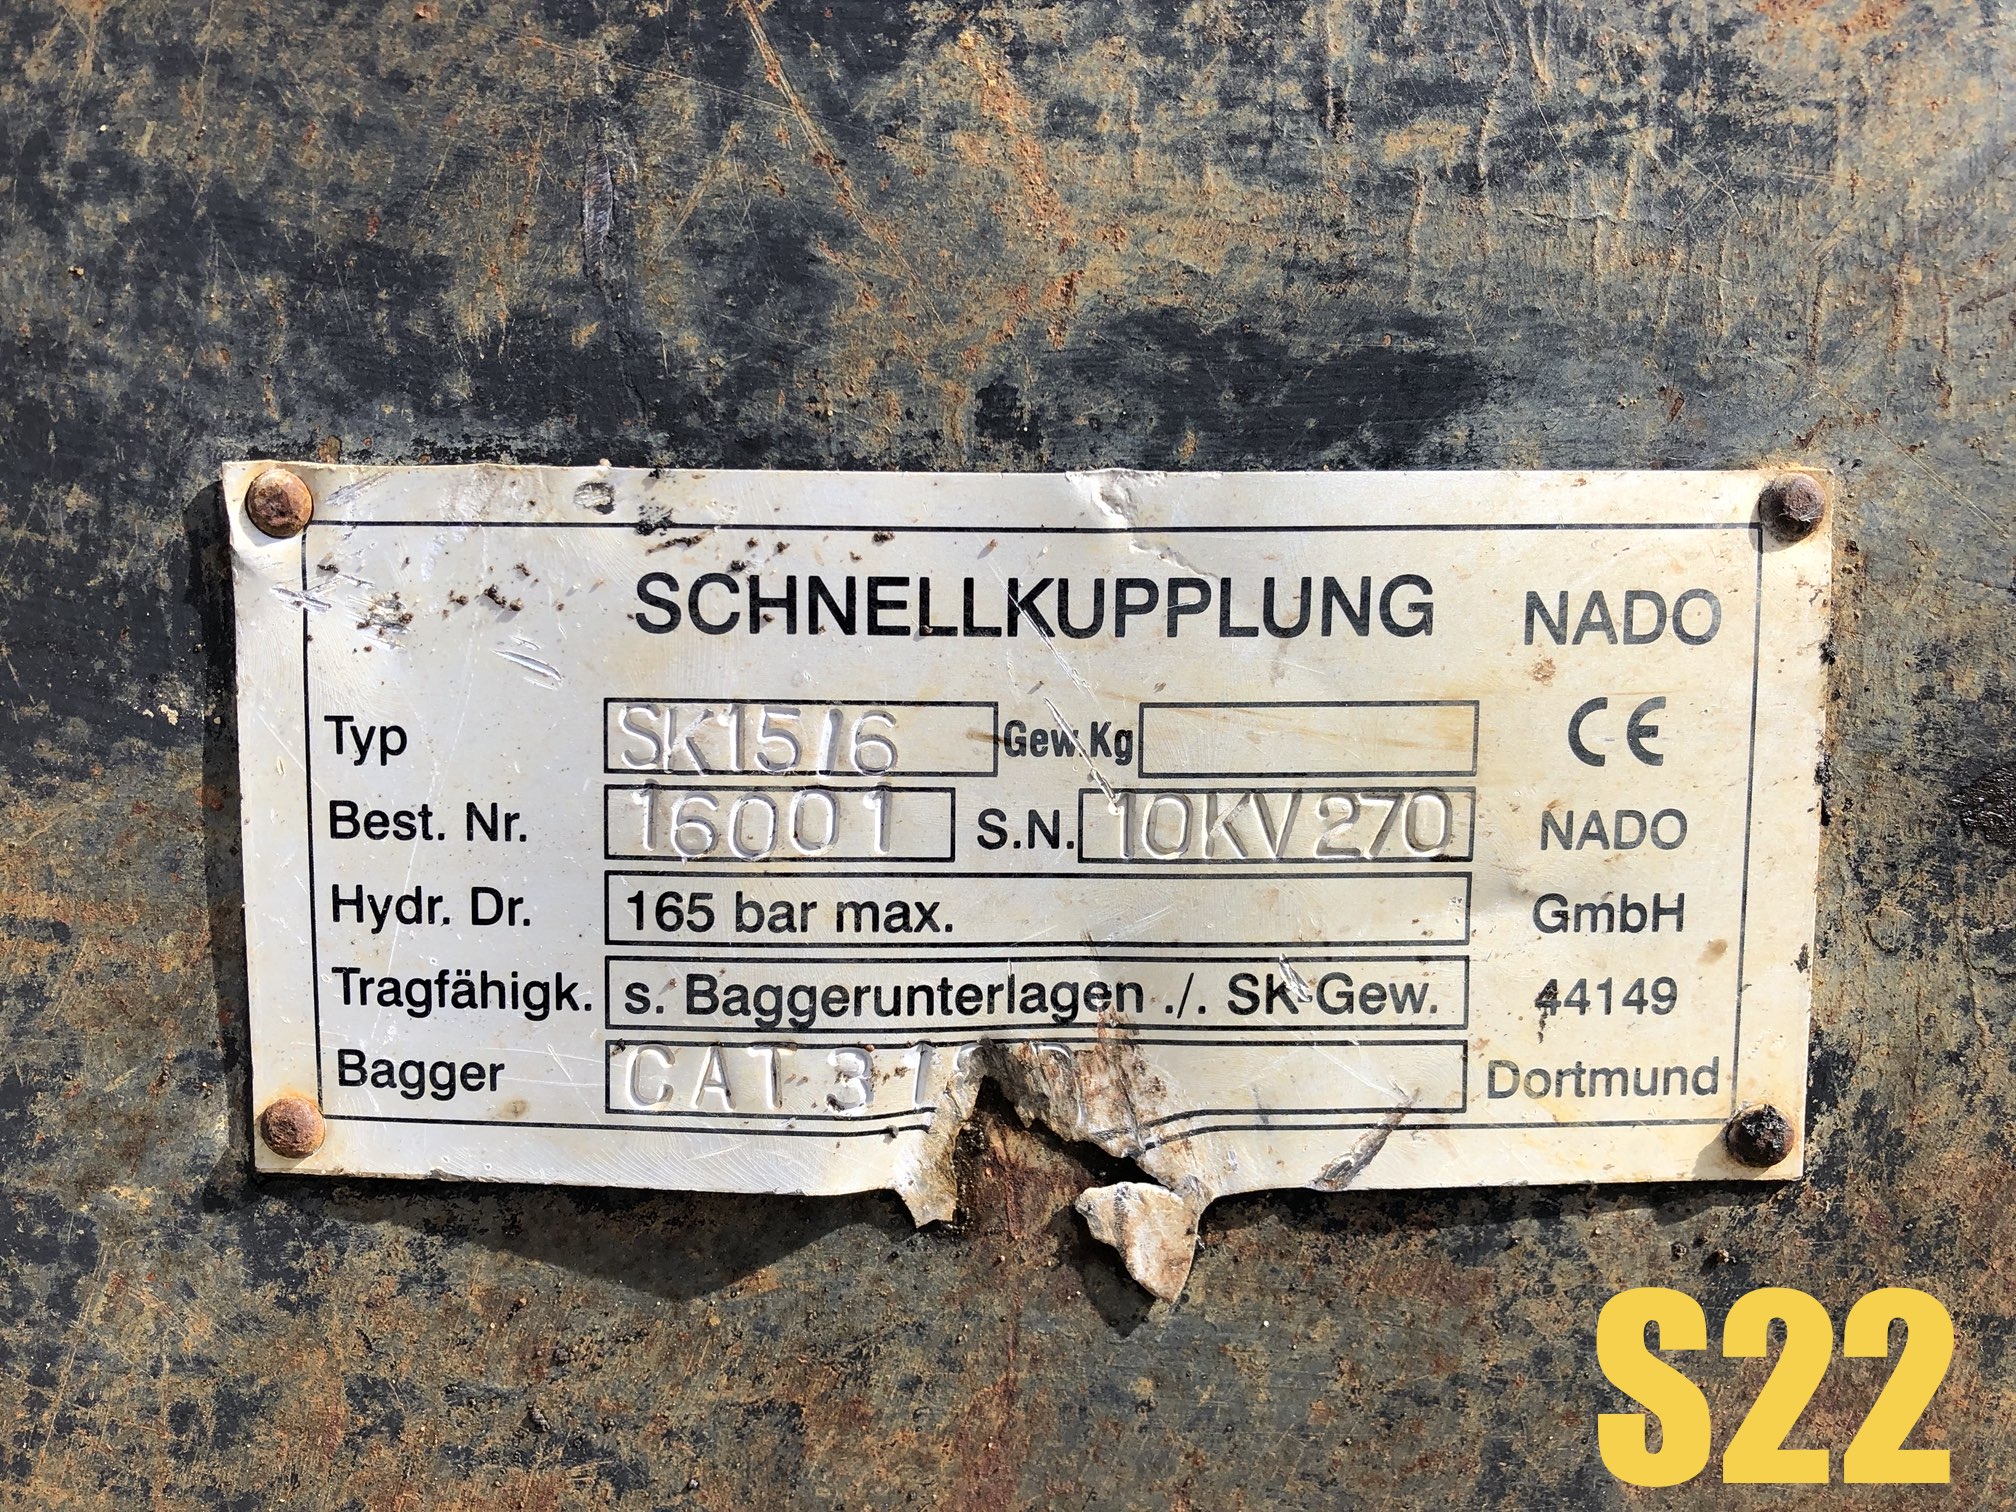 SCHNELLKUPPLUNG NADO
Typ SK15/6 Gew.Kg CE
Best. Nr. 16001 S.N. 10KV270 NADO
Hydr. Dr. 165 bar max. GmbH
Tragfähigk. s. Baggerunterlagen ./. SK-Gew. 44149
Bagger CAT Dortmund
S22